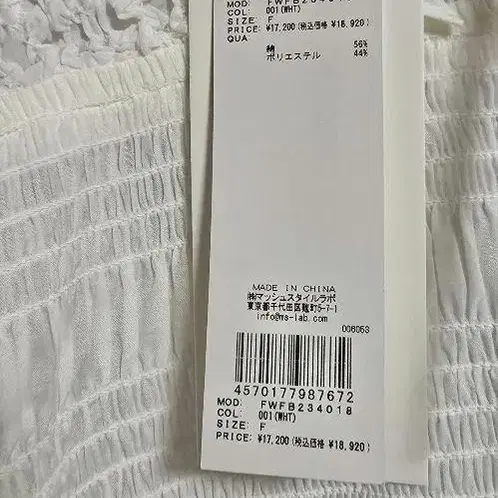 MOD: FWFB234018
COL: 001(WHT)
SIZE: F
PRICE: ¥17,200(税込価格 ¥18,920)
QUA:
綿 56%
ポリエステル 44%
MADE IN CHINA
㈱マッシュスタイルラボ
東京都千代田区麹町5-7-1
info@ms-lab.com
006053
4570177987672
MOD: FWFB234018
COL: 001(WHT)
SIZE: F
PRICE: ¥17,200(税込価格 ¥18,920)